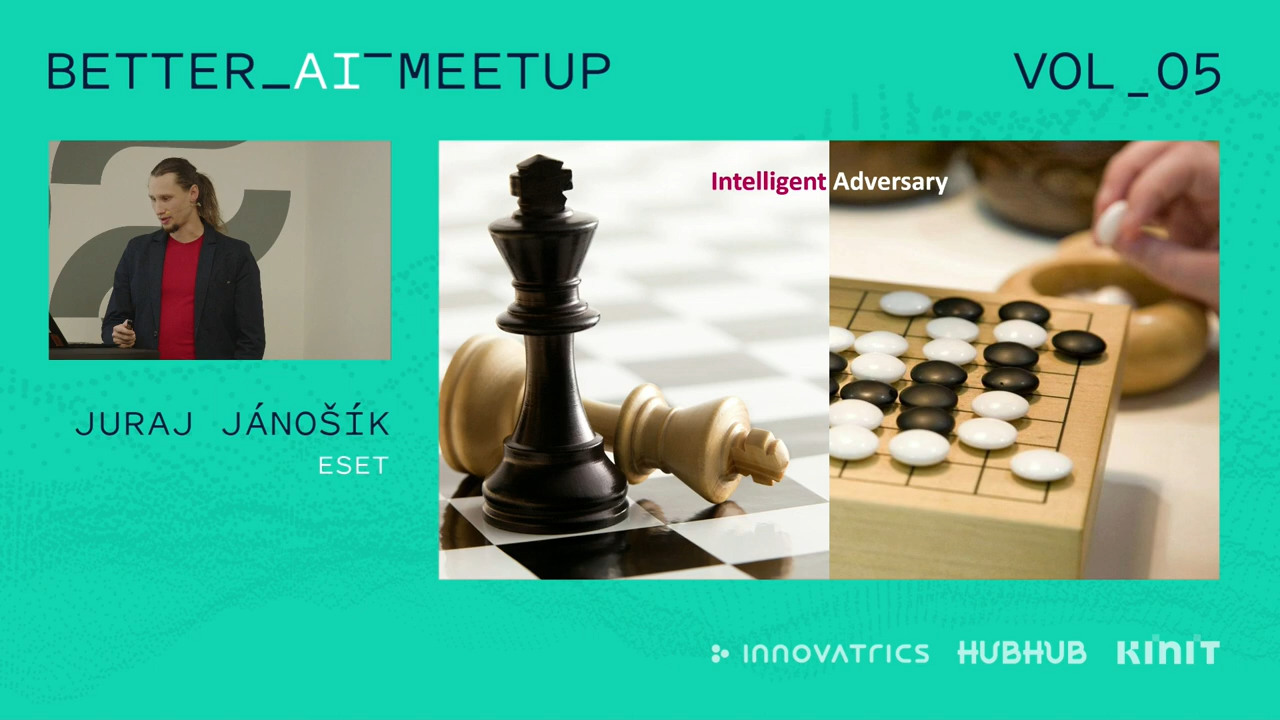 BETTER_AI¯MEETUP
VOL_05
Intelligent Adversary
JURAJ JÁNOŠÍK
ESET
INNOVATRICS HUBHUB KINIT